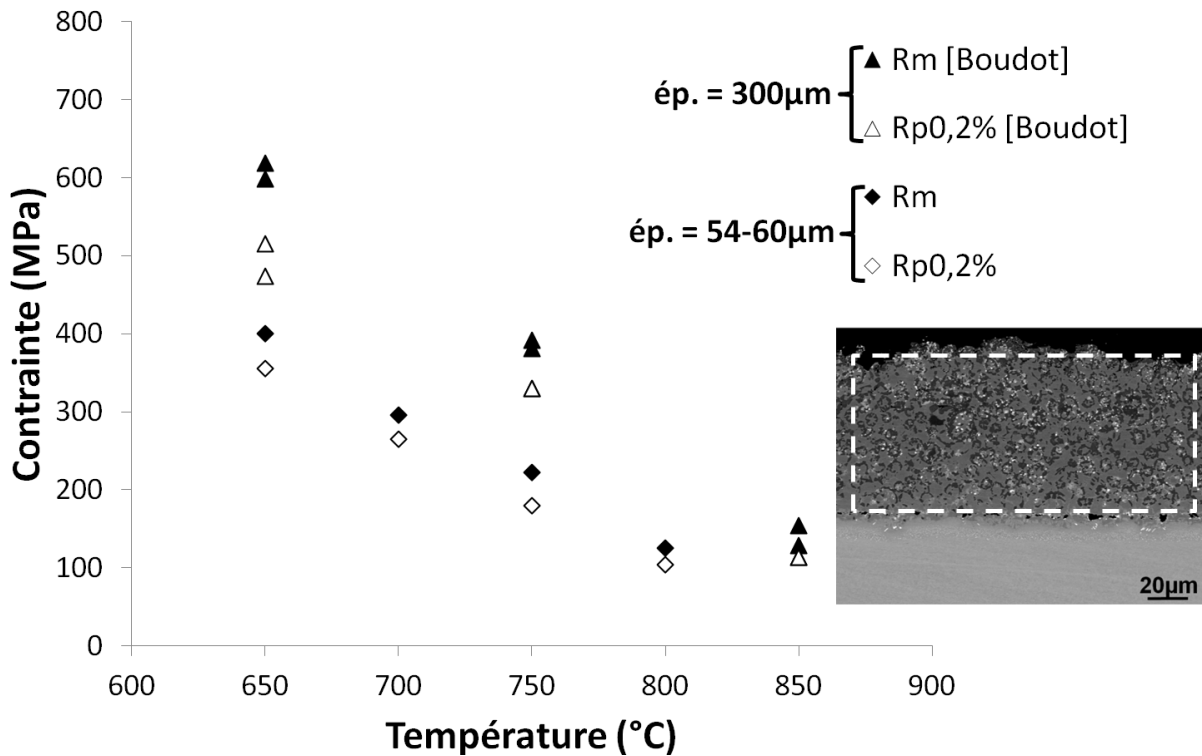 800
700
600
500
400
300
200
100
0
Contrainte (MPa)
600 650 700 750 800 850 900
Température (°C)
ép. = 300µm
Rm [Boudot]
Rp0,2% [Boudot]
ép. = 54-60µm
Rm
Rp0,2%
20µm